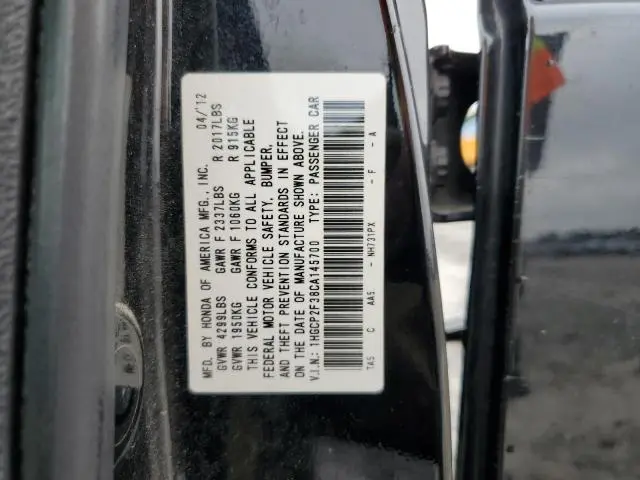 MFD. BY HONDA OF AMERICA MFG., INC. 04/'12
GVWR 4299LBS GAWR F 2337LBS R 2017LBS
GVWR 1950KG GAWR F 1060KG R 915KG
THIS VEHICLE CONFORMS TO ALL APPLICABLE
FEDERAL MOTOR VEHICLE SAFETY, BUMPER,
AND THEFT PREVENTION STANDARDS IN EFFECT
ON THE DATE OF MANUFACTURE SHOWN ABOVE.
V.I.N.: 1HGCP2F38CA145700 TYPE: PASSENGER CAR
TA5 C AA5 - NH731PX - F - A